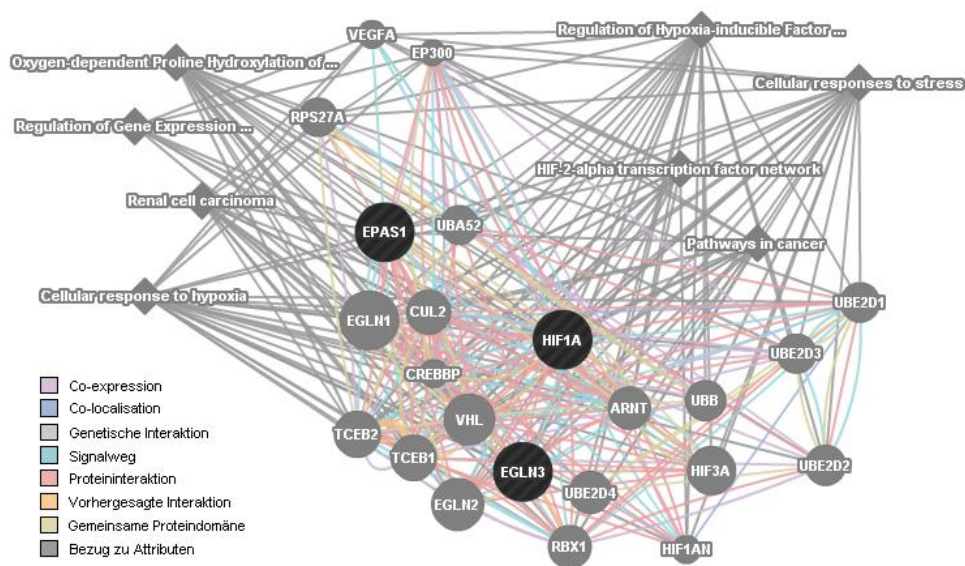 VEGFA
Regulation of Hypoxia-inducible Factor ...
EP300
Oxygen-dependent Proline Hydroxylation of ...
Cellular responses to stress
RPS27A
Regulation of Gene Expression ...
HIF-2-alpha transcription factor network
Renal cell carcinoma
EPAS1
UBA52
Pathways in cancer
Cellular response to hypoxia
UBE2D1
EGLN1
CUL2
HIF1A
UBE2D3
CREBBP
UBB
ARNT
VHL
TCEB2
TCEB1
EGLN3
HIF3A
UBE2D2
UBE2D4
EGLN2
RBX1
HIF1AN
Co-expression
Co-localisation
Genetische Interaktion
Signalweg
Proteininteraktion
Vorhergesagte Interaktion
Gemeinsame Proteindomäne
Bezug zu Attributen